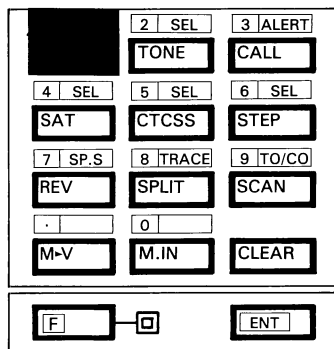 2 SEL 3 ALERT
TONE CALL
4 SEL 5 SEL 6 SEL
SAT CTCSS STEP
7 SP.S 8 TRACE 9 TO/CO
REV SPLIT SCAN
· 0
M►V M.IN CLEAR
F ENT